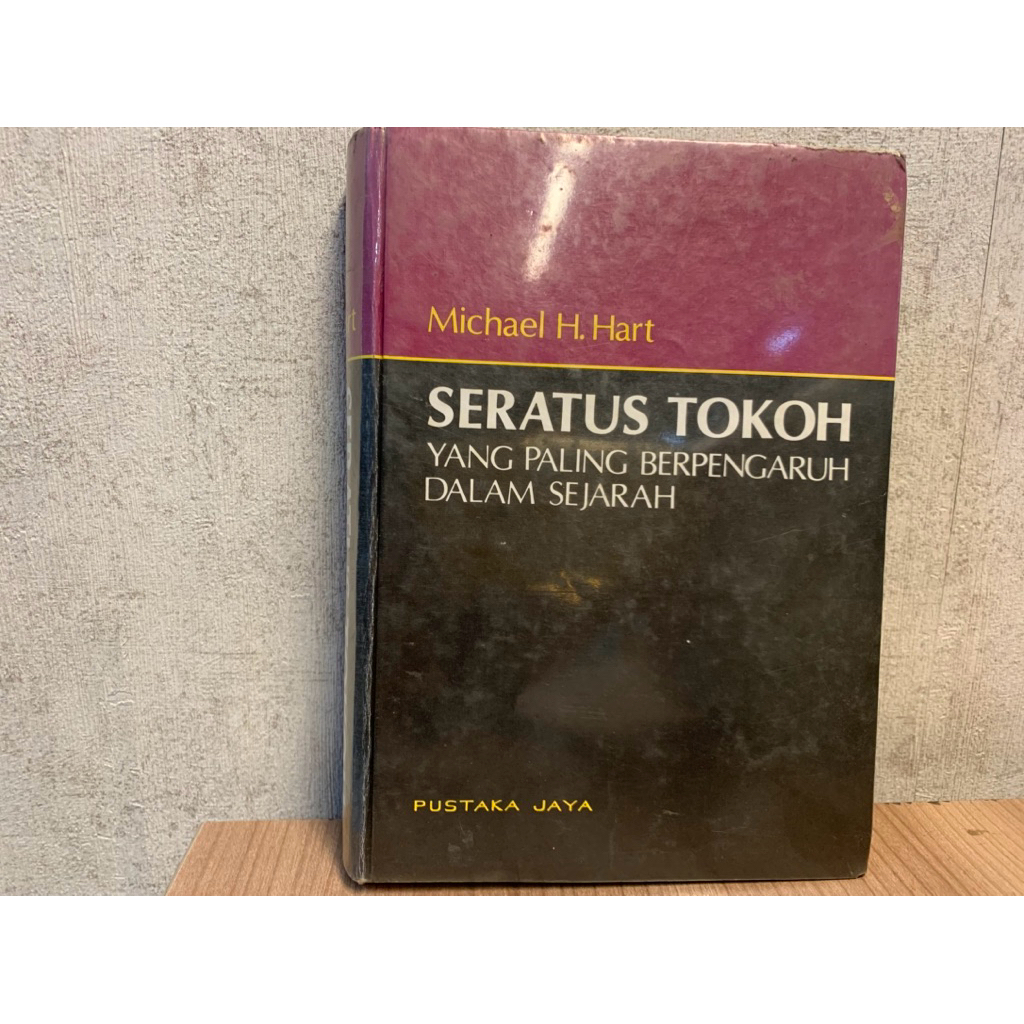 Michael H. Hart
SERATUS TOKOH
YANG PALING BERPENGARUH
DALAM SEJARAH
PUSTAKA JAYA